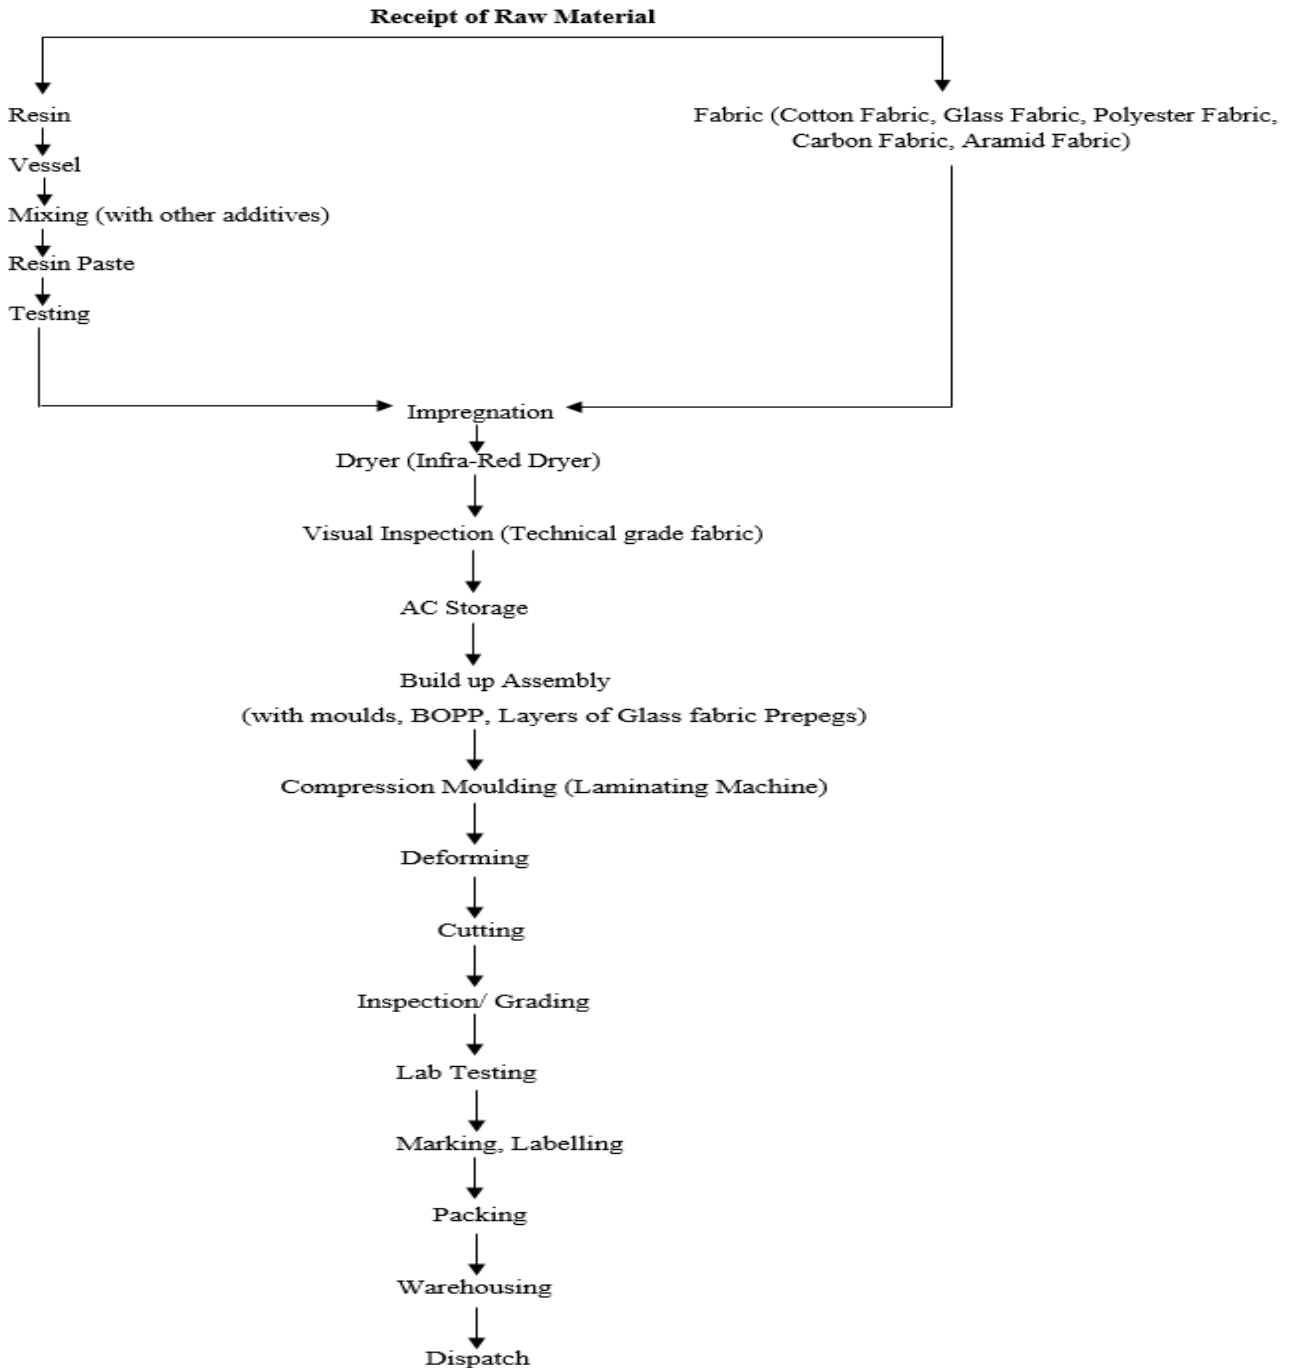 Receipt of Raw Material
Resin
Vessel
Mixing (with other additives)
Resin Paste
Testing
Fabric (Cotton Fabric, Glass Fabric, Polyester Fabric,
Carbon Fabric, Aramid Fabric)
Impregnation
Dryer (Infra-Red Dryer)
Visual Inspection (Technical grade fabric)
AC Storage
Build up Assembly
(with moulds, BOPP, Layers of Glass fabric Prepegs)
Compression Moulding (Laminating Machine)
Deforming
Cutting
Inspection/ Grading
Lab Testing
Marking, Labelling
Packing
Warehousing
Dispatch